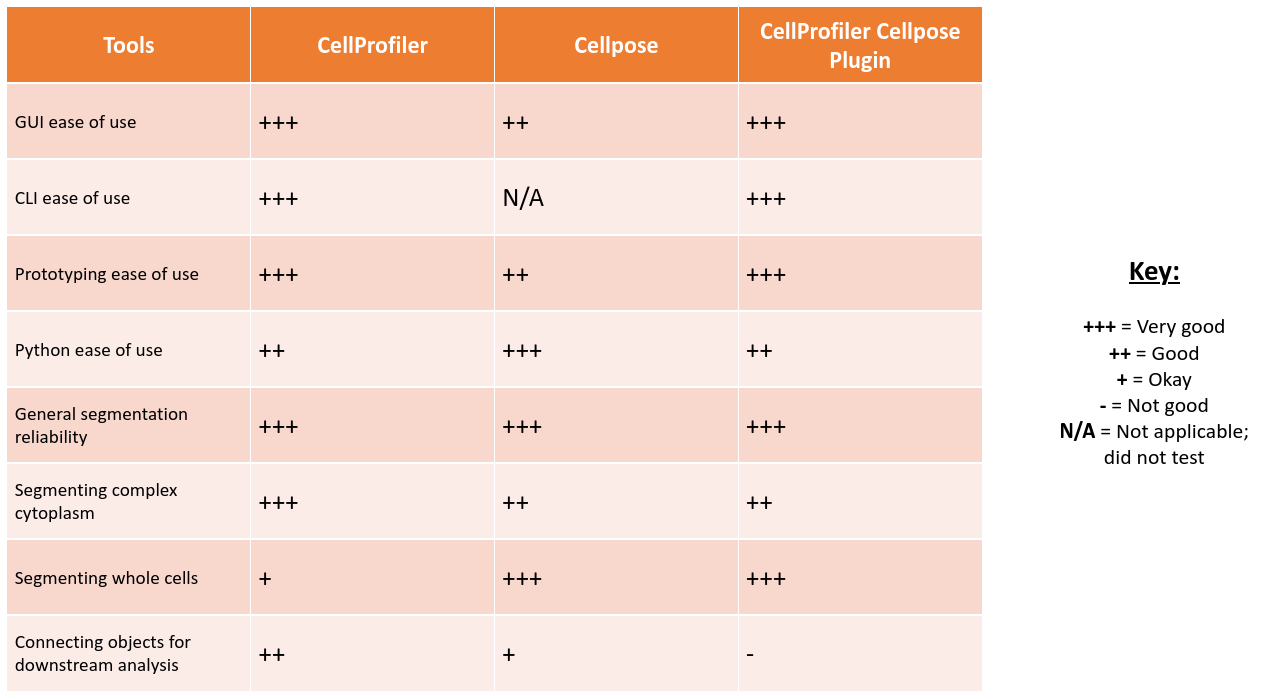 Tools
CellProfiler
Cellpose
CellProfiler Cellpose
Plugin
GUI ease of use
+++
++
+++
CLI ease of use
+++
N/A
+++
Prototyping ease of use
+++
++
+++
Python ease of use
++
+++
++
General segmentation
reliability
+++
+++
+++
Segmenting complex
cytoplasm
+++
++
++
Segmenting whole cells
+
+++
+++
Connecting objects for
downstream analysis
++
+
-
Key:
+++ = Very good
++ = Good
+ = Okay
- = Not good
N/A = Not applicable;
did not test